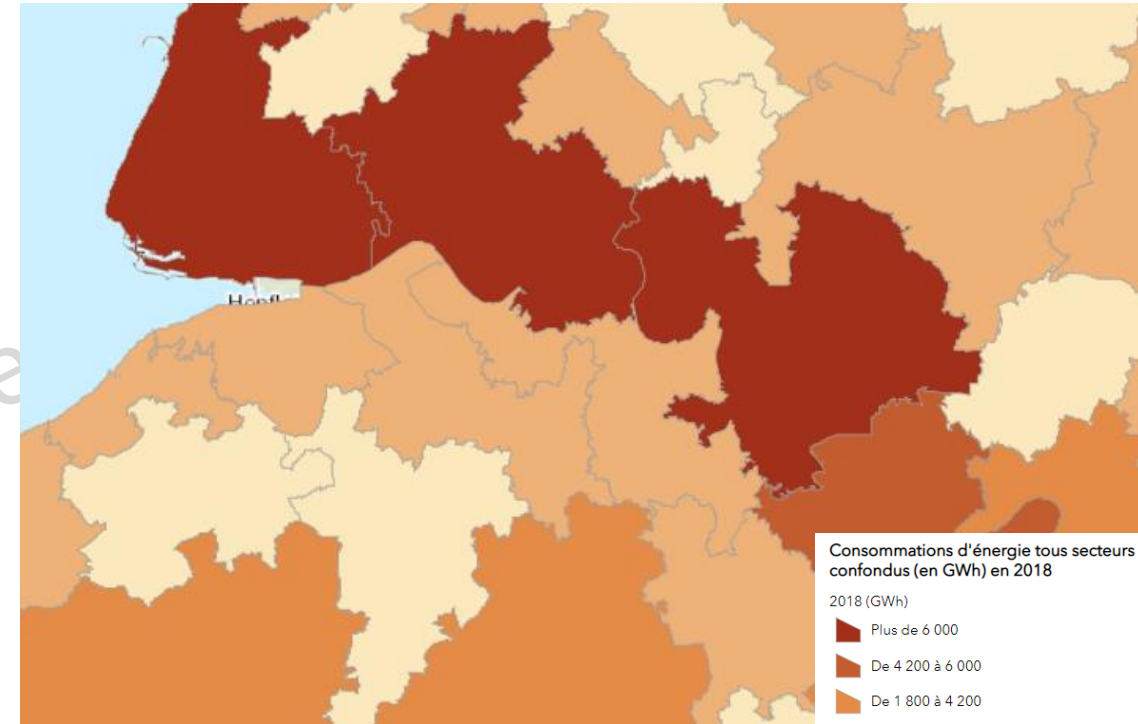 Consommations d'énergie tous secteurs
confondus (en GWh) en 2018
2018 (GWh)
Plus de 6 000
De 4 200 à 6 000
De 1 800 à 4 200